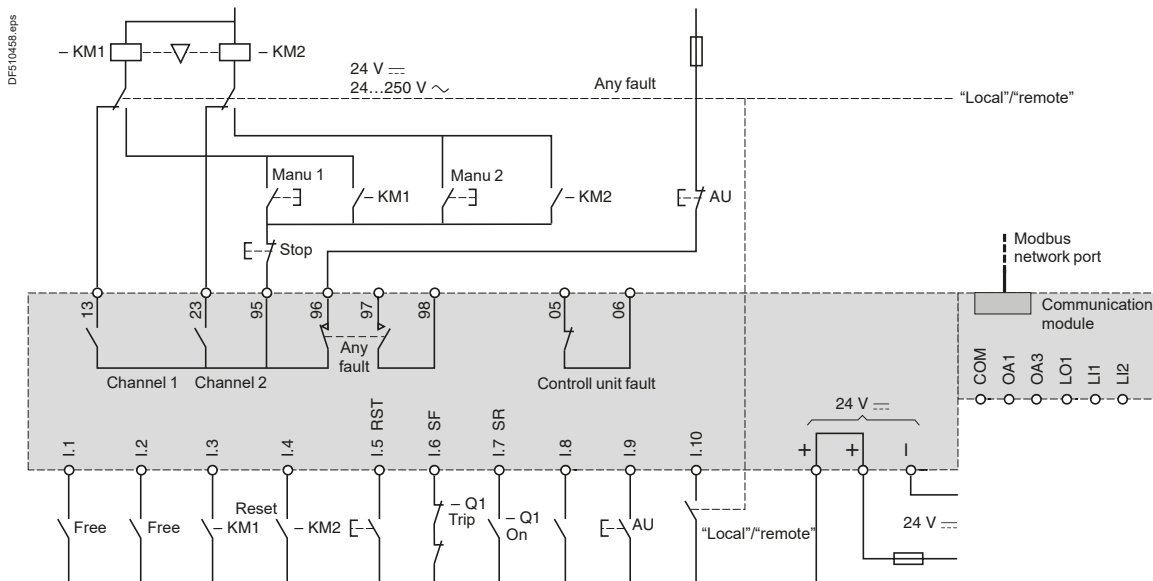 DF510458.eps
– KM1
– KM2
24 V ⎓
24...250 V ∿
Any fault
“Local”/“remote”
Manu 1
– KM1
Manu 2
– KM2
AU
Stop
Modbus
network port
13
23
95
96
97
98
05
06
Communication
module
Any
fault
Channel 1
Channel 2
Controll unit fault
COM
OA1
OA3
LO1
LI1
LI2
24 V ⎓
I.1
I.2
I.3
I.4
I.5 RST
I.6 SF
I.7 SR
I.8
I.9
I.10
+
+
I
Free
Free
– KM1
Reset
– KM2
– Q1
Trip
– Q1
On
AU
“Local”/“remote”
24 V ⎓